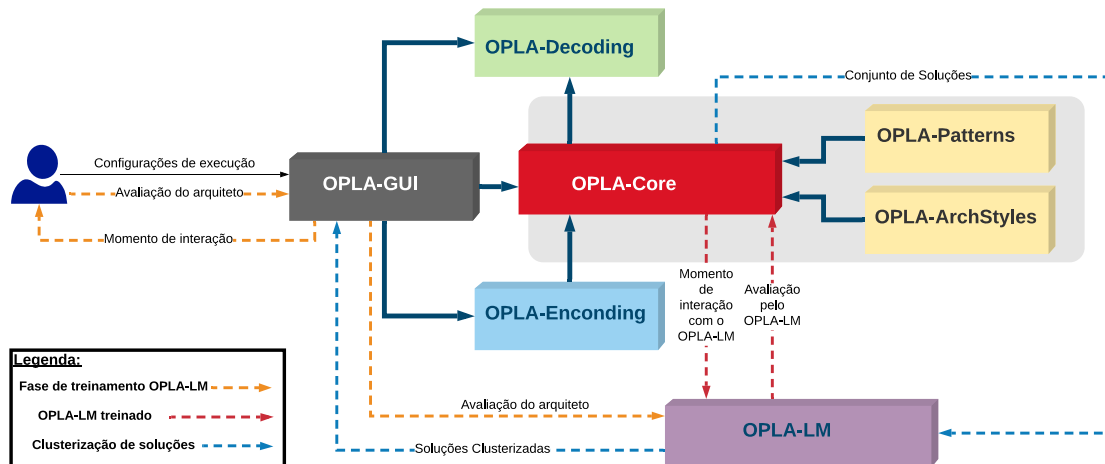 OPLA-Decoding
Conjunto de Soluções
OPLA-Patterns
Configurações de execução
OPLA-GUI
OPLA-Core
Avaliação do arquiteto
OPLA-ArchStyles
Momento de interação
Momento
de
interação
com o
OPLA-LM
Avaliação
pelo
OPLA-LM
OPLA-Enconding
Legenda:
Fase de treinamento OPLA-LM
OPLA-LM treinado
Clusterização de soluções
Avaliação do arquiteto
OPLA-LM
Soluções Clusterizadas